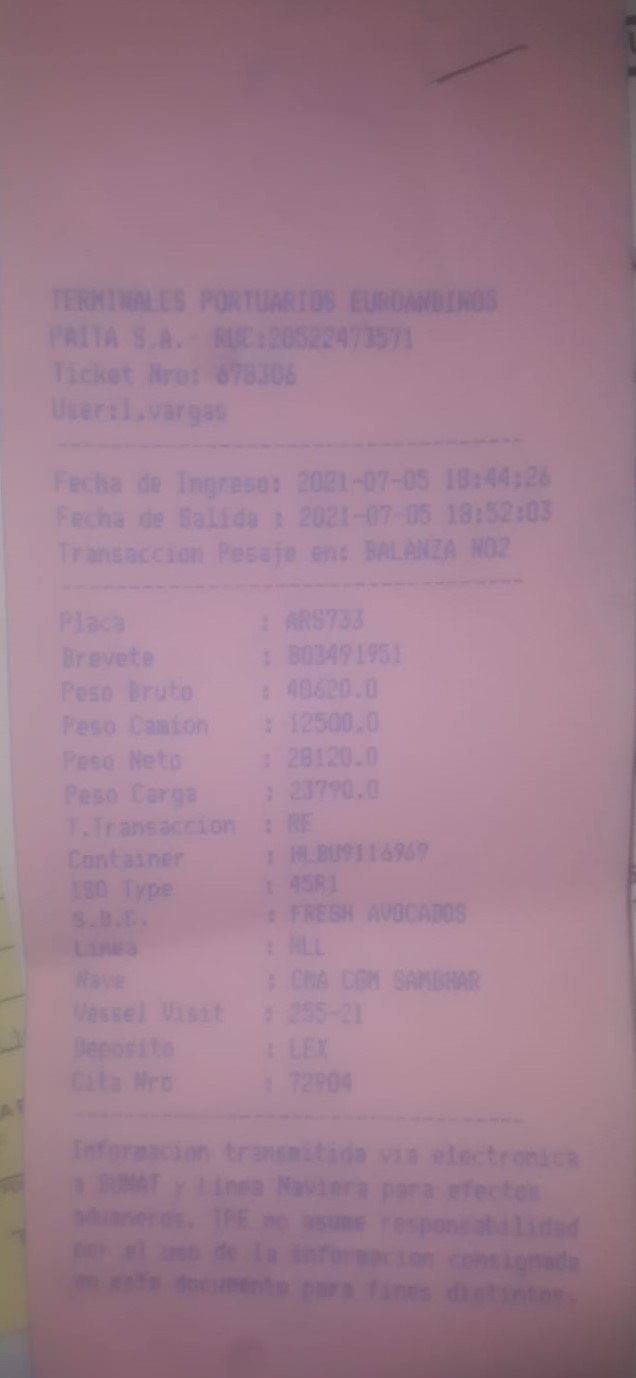 TERMINALES PORTUARIOS EUROANDINOS
PAITA S.A. RUC:20522473571
Ticket Nro: 678306
User:l.vargas
Fecha de Ingreso: 2021-07-05 18:44:26
Fecha de Salida : 2021-07-05 18:52:03
Transaccion Pesaje en: BALANZA NO2
Placa : ARS733
Brevete : B03491951
Peso Bruto : 40620.0
Peso Camion : 12500.0
Peso Neto : 28120.0
Peso Carga : 23790.0
T.Transaccion : RE
Container : HLBU9116969
ISO Type : 45R1
S.B.C. : FRESH AVOCADOS
Linea : HLL
Nave : CMA CGM SAMBHAR
Vessel Visit : 255-21
Deposito : LEX
Cita Nro : 72904
Informacion transmitida via electronica
a SUNAT y Linea Naviera para efectos
aduaneros, TPE no asume responsabilidad
por el uso de la informacion consignada
en este documento para fines distintos.